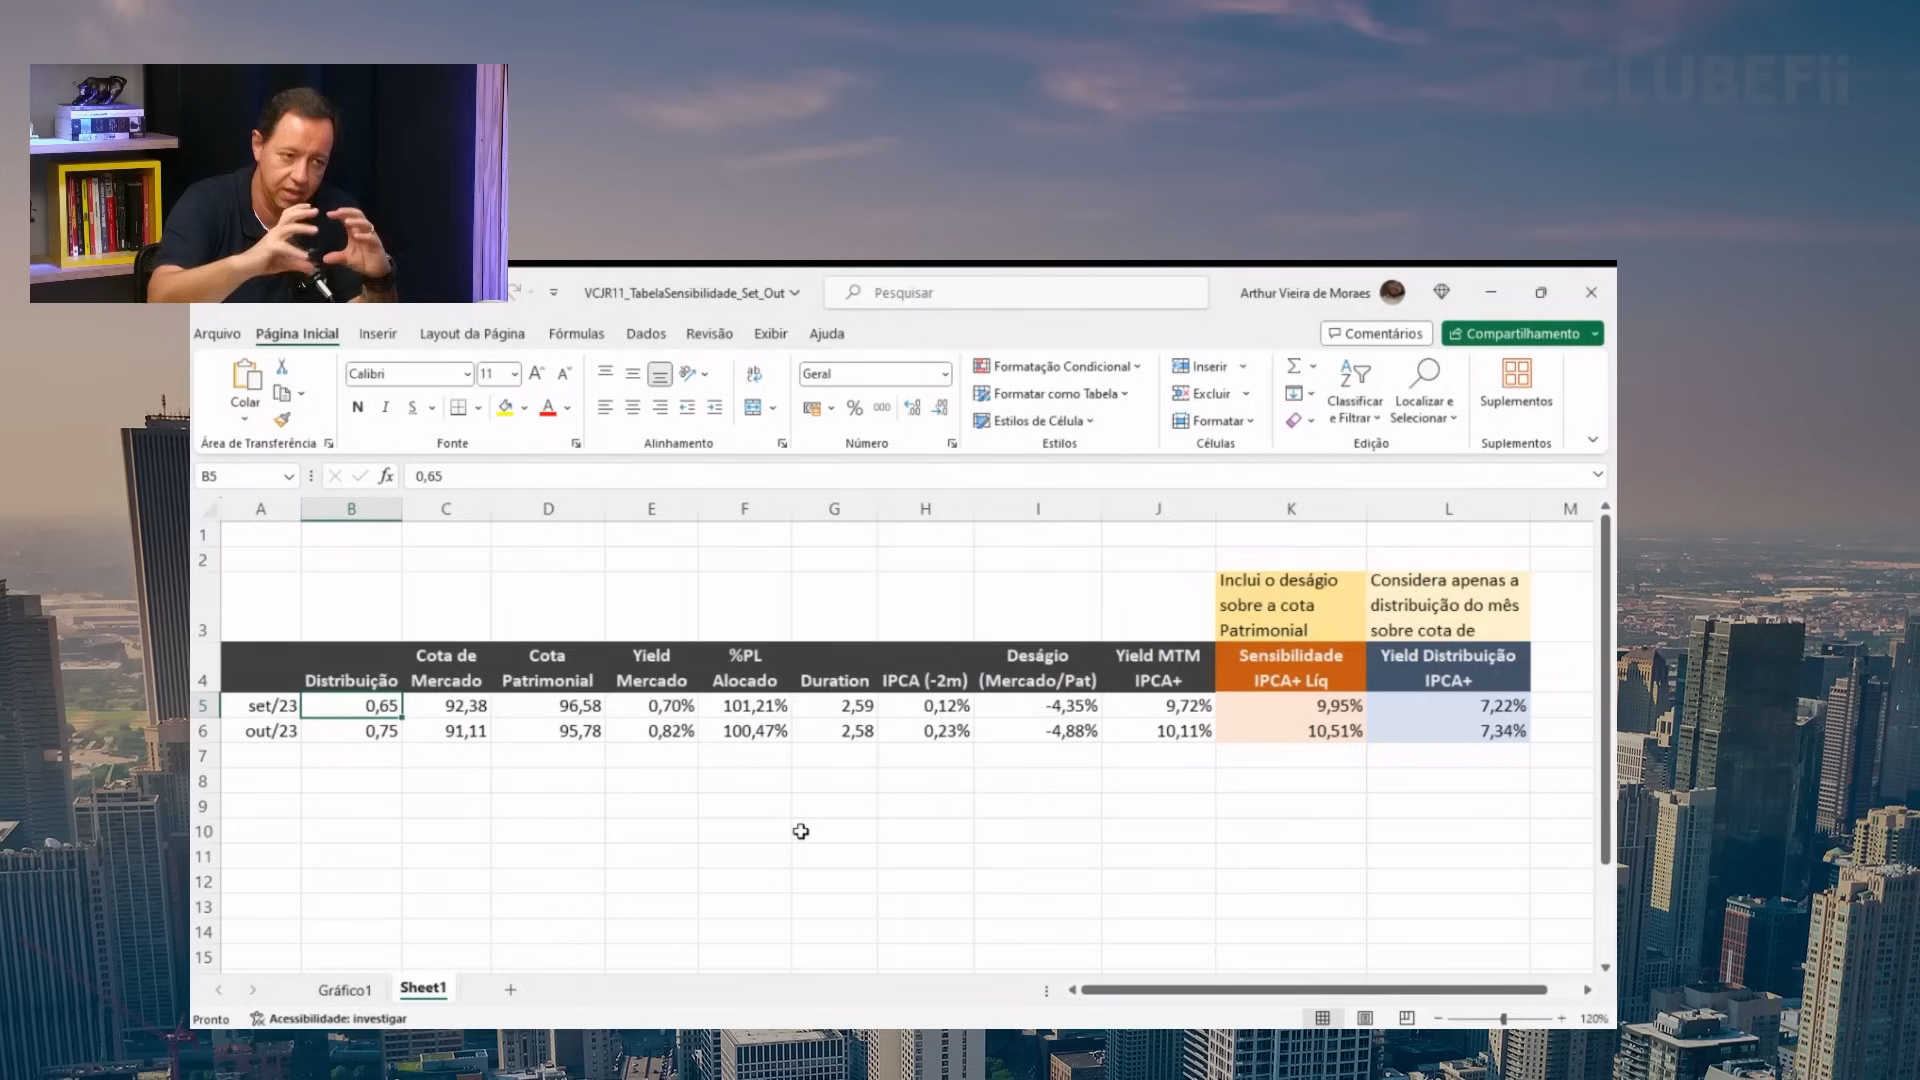 CLUBEFii
VCJR11_TabelaSensibilidade_Set_Out
Pesquisar
Arthur Vieira de Moraes
Arquivo Página Inicial Inserir Layout da Página Fórmulas Dados Revisão Exibir Ajuda
Comentários
Compartilhamento
Colar
Área de Transferência
Calibri 11
N I S
Fonte
Alinhamento
Geral
% 000
Número
Formatação Condicional
Formatar como Tabela
Estilos de Célula
Estilos
Inserir
Excluir
Formatar
Células
Classificar e Filtrar
Localizar e Selecionar
Edição
Suplementos
Suplementos
B5 fx 0,65
A B C D E F G H I J K L M
1
2
3 Inclui o deságio sobre a cota Patrimonial Considera apenas a distribuição do mês sobre cota de
4 Distribuição Cota de Mercado Cota Patrimonial Yield Mercado %PL Alocado Duration IPCA (-2m) Deságio (Mercado/Pat) Yield MTM IPCA+ Sensibilidade IPCA+ Líq Yield Distribuição IPCA+
5 set/23 0,65 92,38 96,58 0,70% 101,21% 2,59 0,12% -4,35% 9,72% 9,95% 7,22%
6 out/23 0,75 91,11 95,78 0,82% 100,47% 2,58 0,23% -4,88% 10,11% 10,51% 7,34%
7
8
9
10
11
12
13
14
15
Gráfico1 Sheet1
Pronto Acessibilidade: investigar 120%